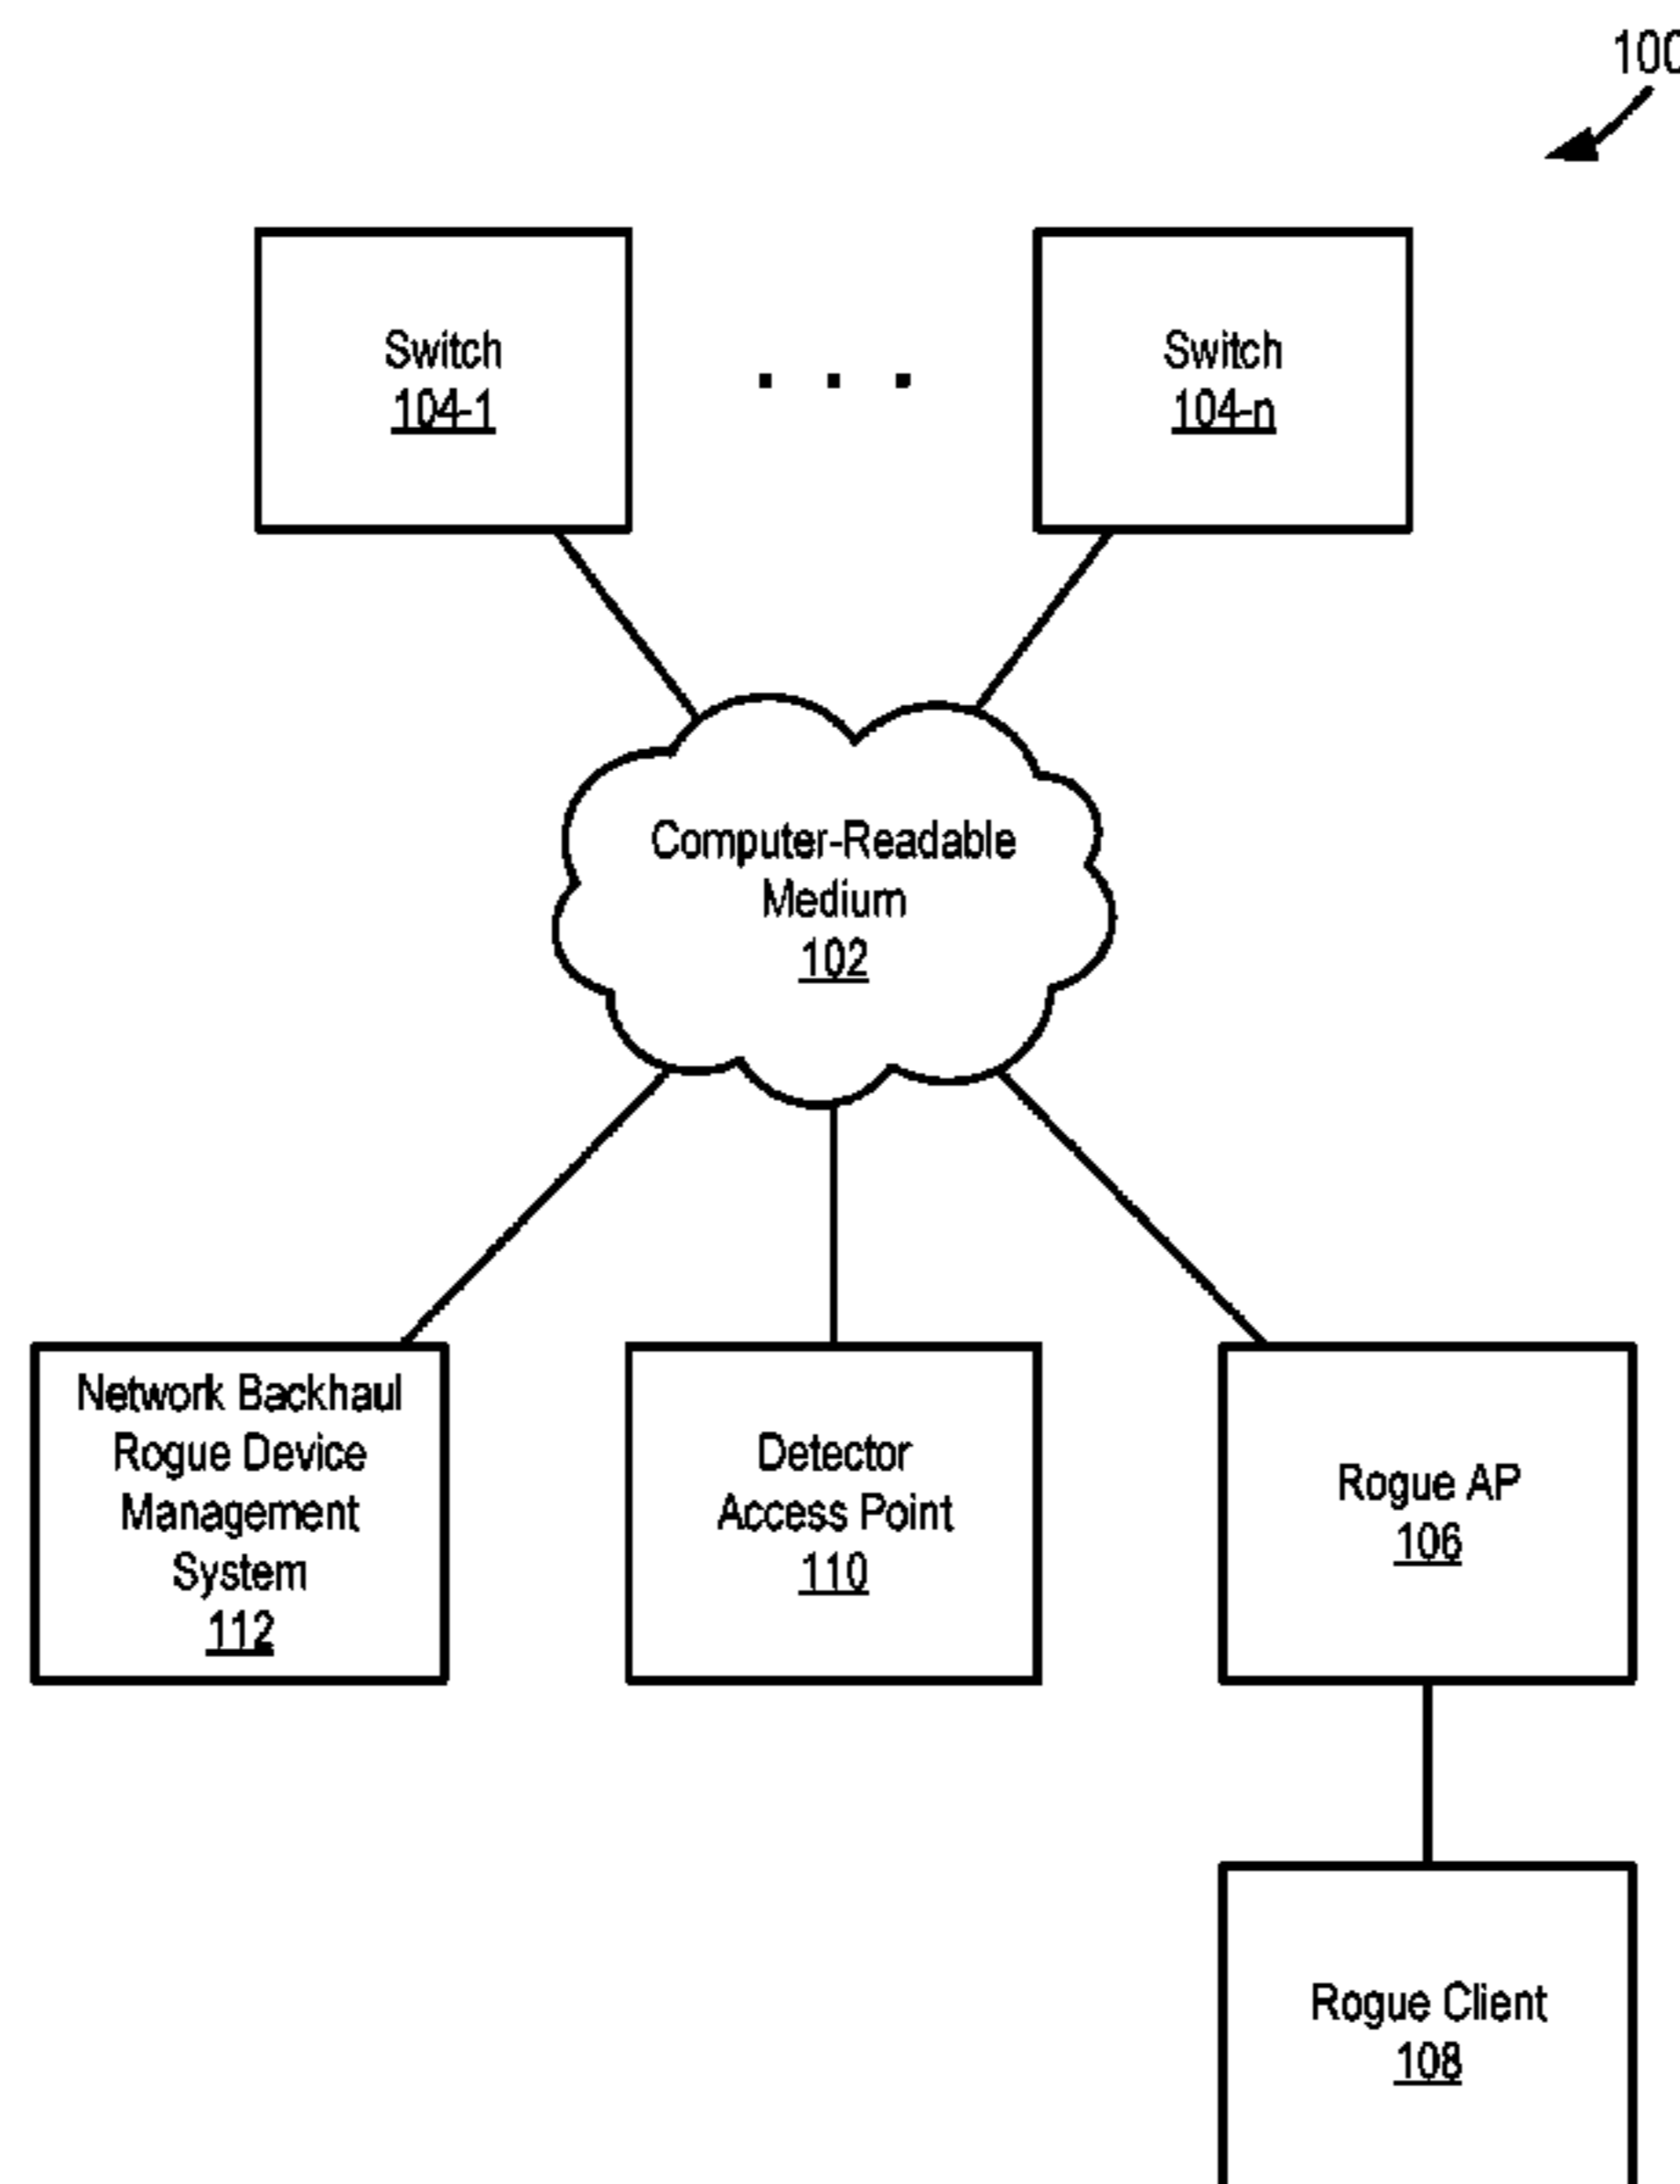 100
Switch
104-1
. . .
Switch
104-n
Computer-Readable
Medium
102
Network Backhaul
Rogue Device
Management
System
112
Detector
Access Point
110
Rogue AP
106
Rogue Client
108